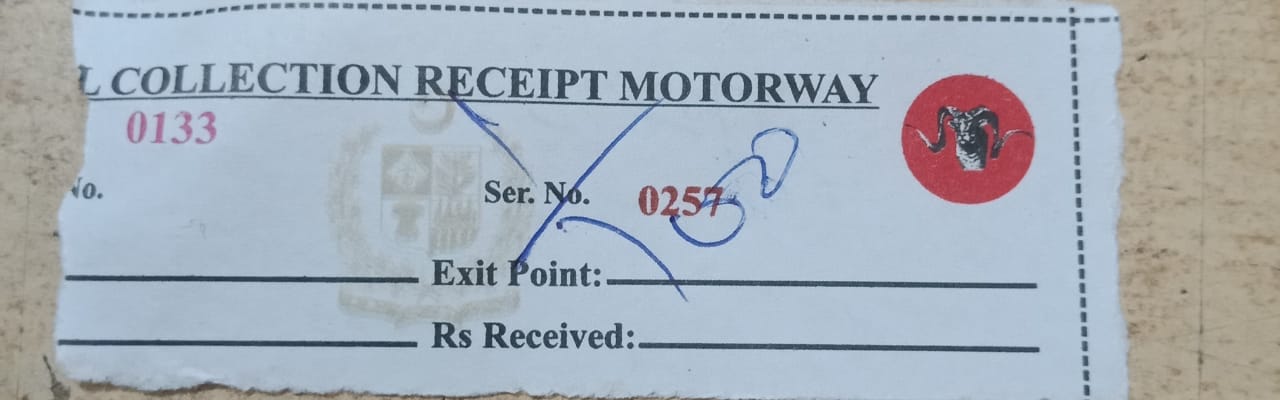 L COLLECTION RECEIPT MOTORWAY
0133
No. Ser. No. 0257
Exit Point:
Rs Received: